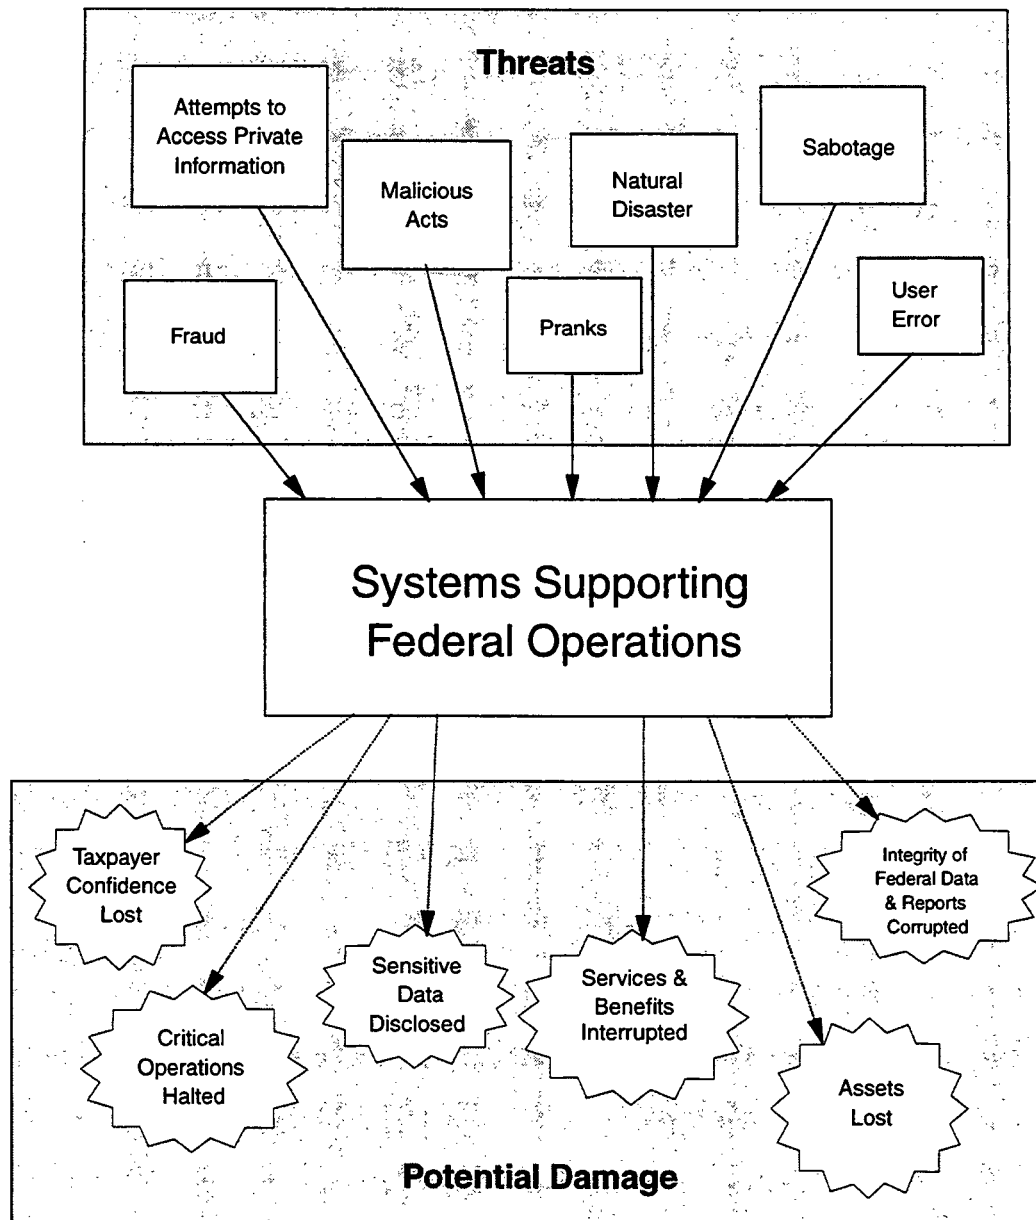 Threats
Attempts to
Access Private
Information
Malicious
Acts
Natural
Disaster
Sabotage
Fraud
Pranks
User
Error
Systems Supporting
Federal Operations
Taxpayer
Confidence
Lost
Critical
Operations
Halted
Sensitive
Data
Disclosed
Services &
Benefits
Interrupted
Assets
Lost
Integrity of
Federal Data
& Reports
Corrupted
Potential Damage